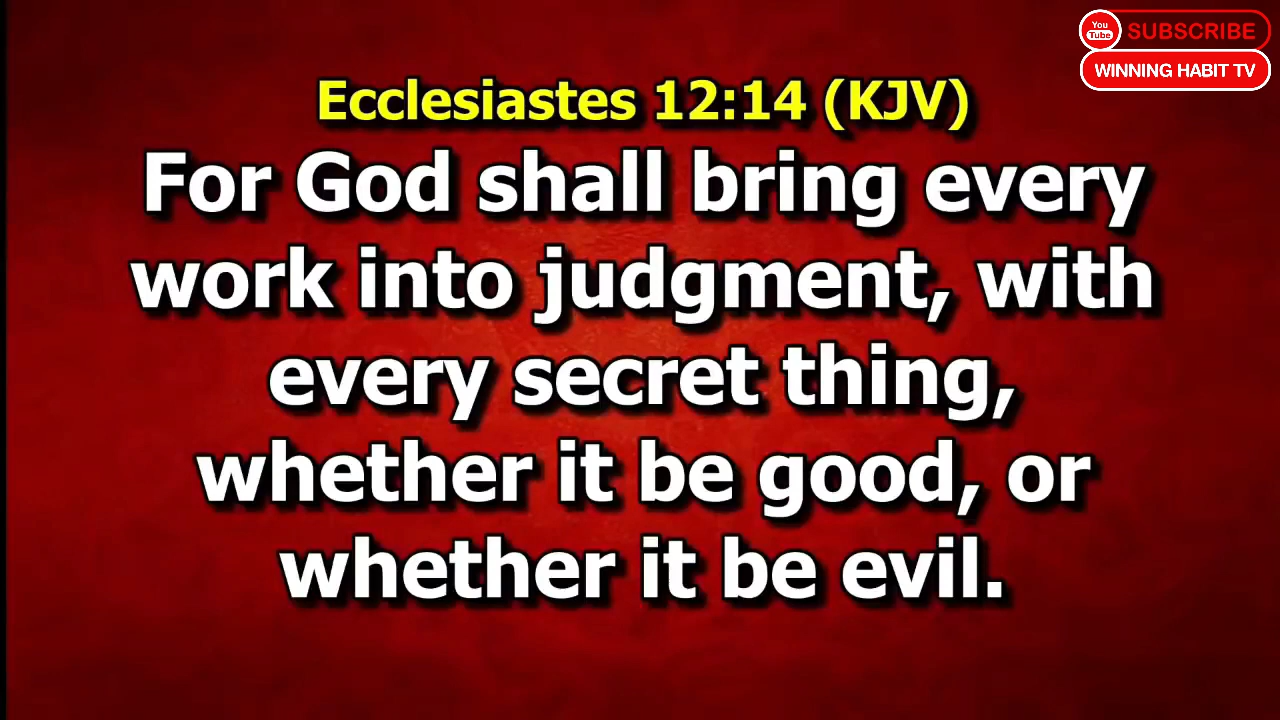 You
Tube
SUBSCRIBE
WINNING HABIT TV
Ecclesiastes 12:14 (KJV)
For God shall bring every
work into judgment, with
every secret thing,
whether it be good, or
whether it be evil.